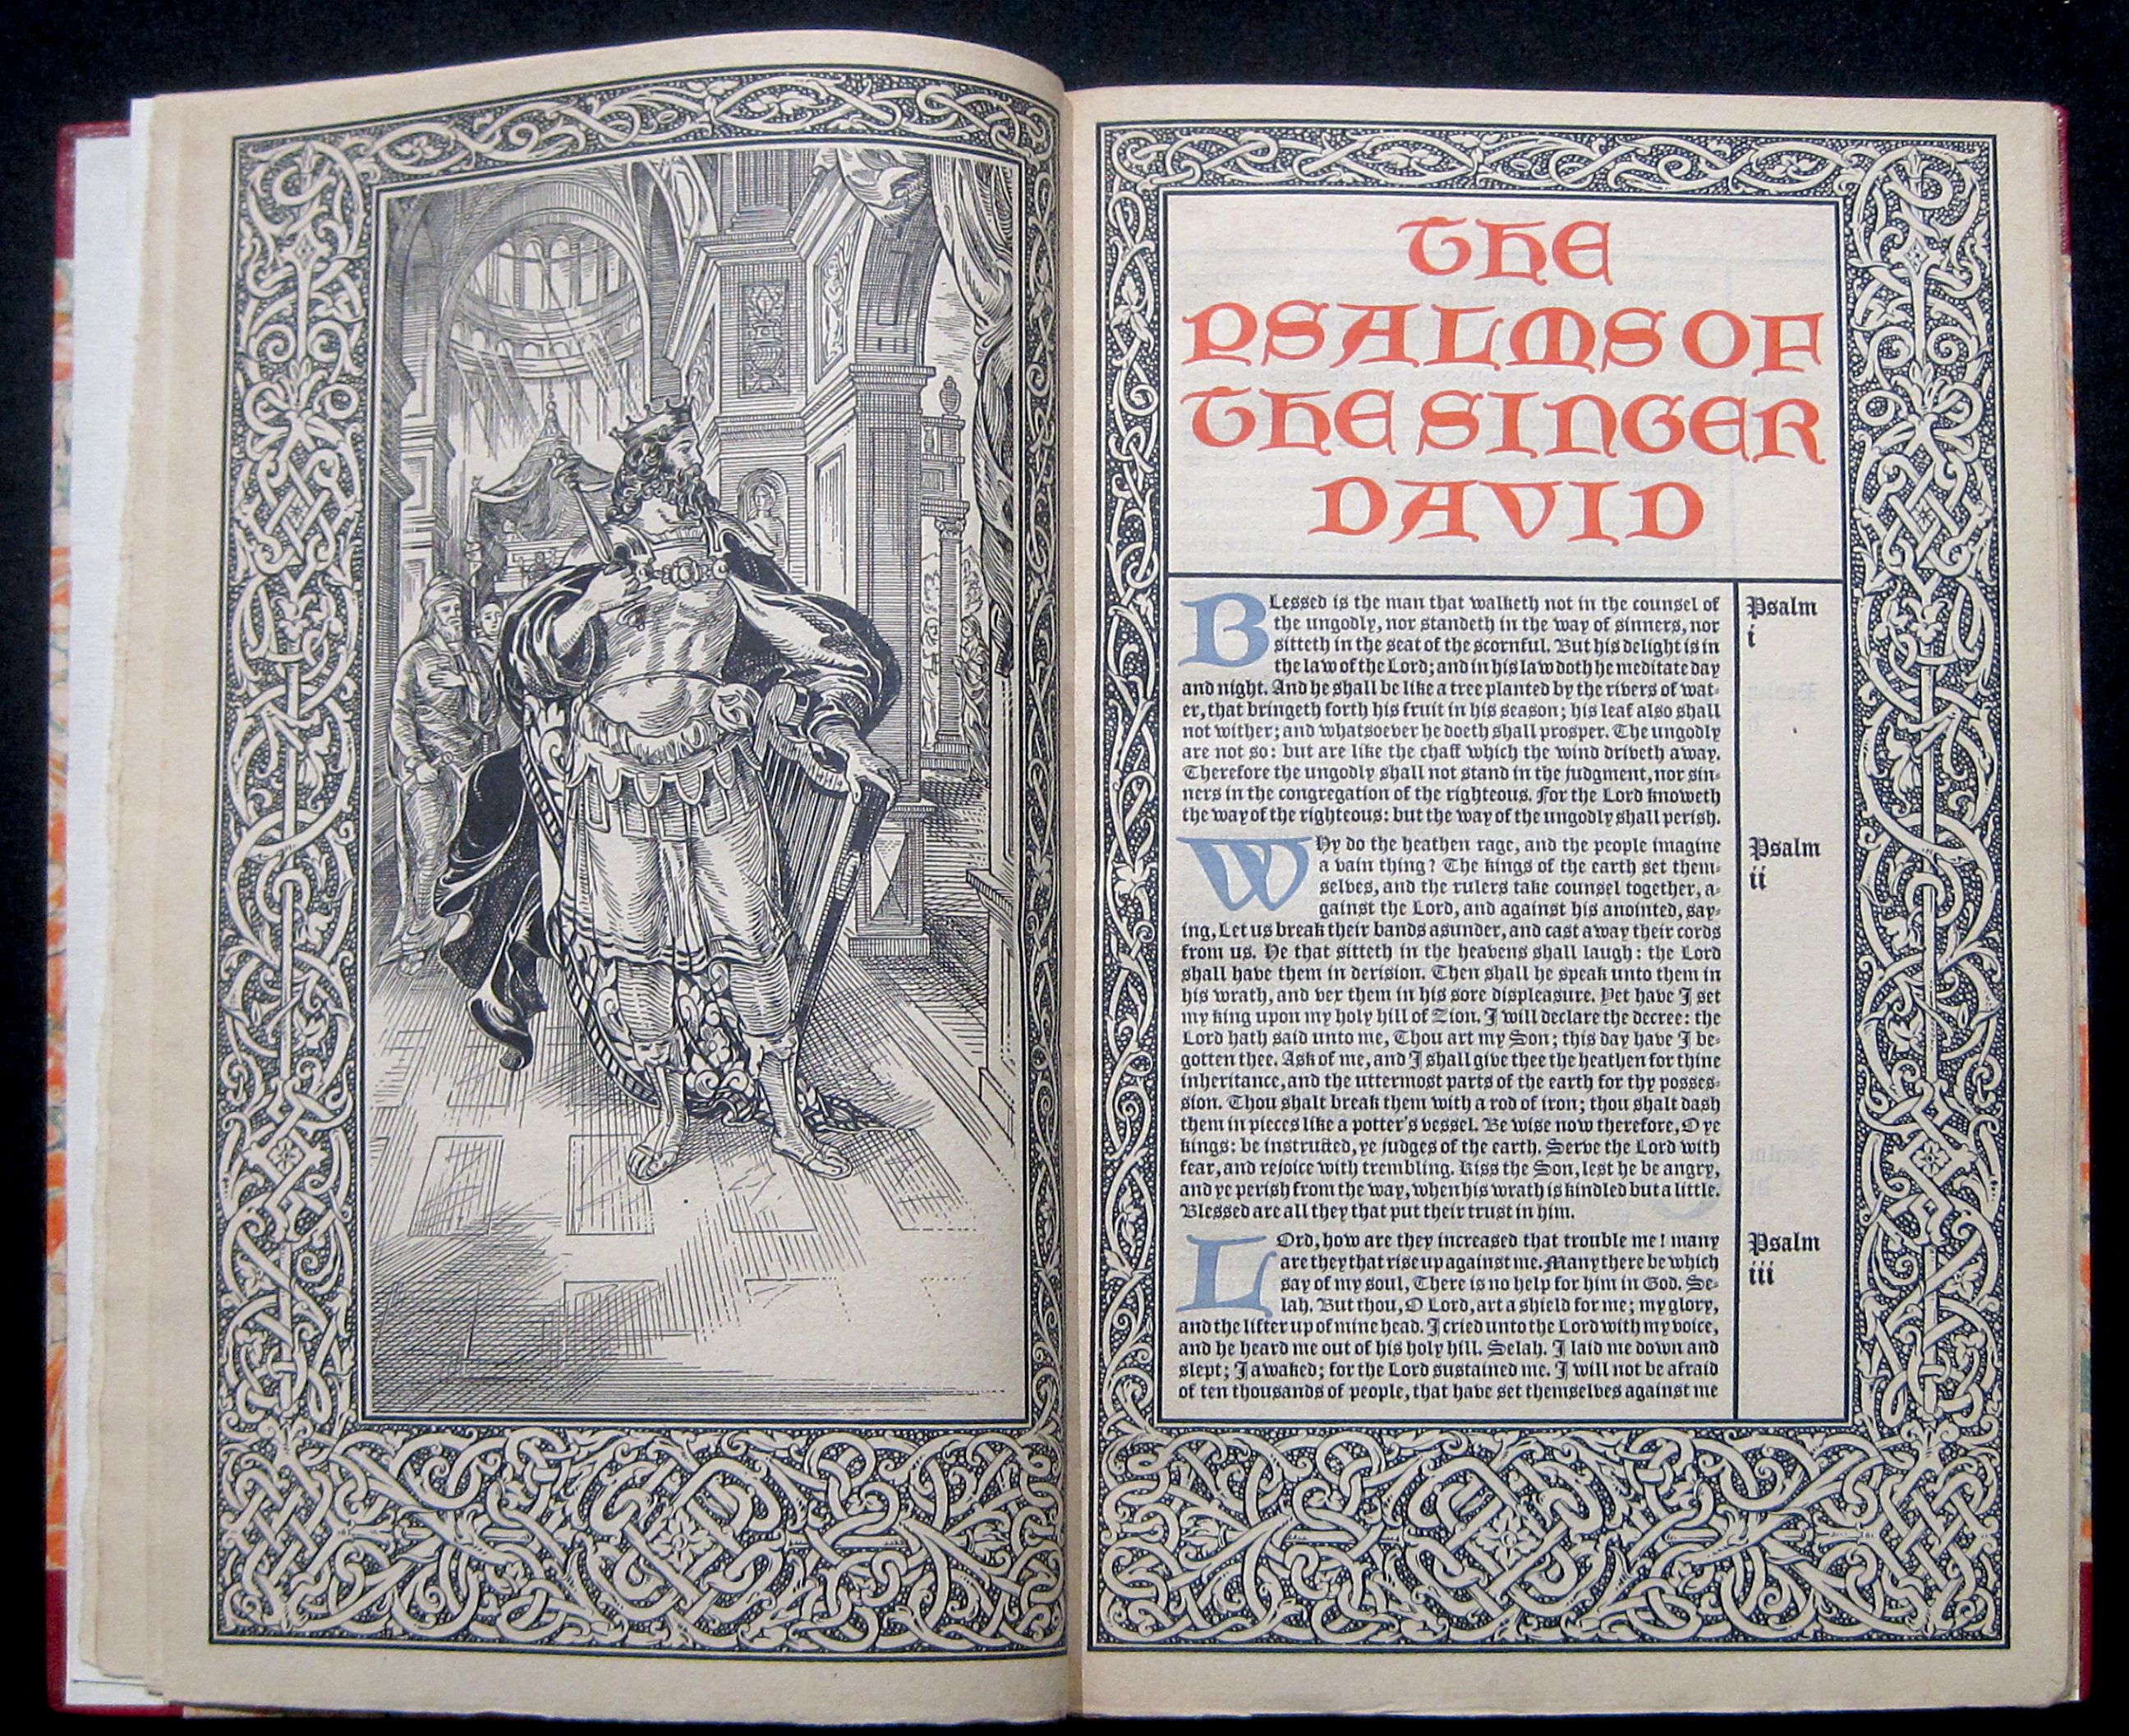 THE
PSALMS OF
THE SINGER
DAVID
BLessed is the man that walketh not in the counsel of
the ungodly, nor standeth in the way of sinners, nor
sitteth in the seat of the scornful. But his delight is in
the law of the Lord; and in his law doth he meditate day
and night. And he shall be like a tree planted by the rivers of wat-
er, that bringeth forth his fruit in his season; his leaf also shall
not wither; and whatsoever he doeth shall prosper. The ungodly
are not so: but are like the chaff which the wind driveth away.
Therefore the ungodly shall not stand in the judgment, nor sin-
ners in the congregation of the righteous. For the Lord knoweth
the way of the righteous: but the way of the ungodly shall perish.
Psalm
i
WHy do the heathen rage, and the people imagine
a vain thing? The kings of the earth set them-
selves, and the rulers take counsel together, a-
gainst the Lord, and against his anointed, say-
ing, Let us break their bands asunder, and cast away their cords
from us. He that sitteth in the heavens shall laugh: the Lord
shall have them in derision. Then shall he speak unto them in
his wrath, and vex them in his sore displeasure. Yet have I set
my king upon my holy hill of Zion. I will declare the decree: the
Lord hath said unto me, Thou art my Son; this day have I be-
gotten thee. Ask of me, and I shall give thee the heathen for thine
inheritance, and the uttermost parts of the earth for thy posses-
sion. Thou shalt break them with a rod of iron; thou shalt dash
them in pieces like a potter's vessel. Be wise now therefore, O ye
kings: be instructed, ye judges of the earth. Serve the Lord with
fear, and rejoice with trembling. Kiss the Son, lest he be angry,
and ye perish from the way, when his wrath is kindled but a little.
Blessed are all they that put their trust in him.
Psalm
ii
LOrd, how are they increased that trouble me! many
are they that rise up against me. Many there be which
say of my soul, There is no help for him in God. Se-
lah. But thou, O Lord, art a shield for me; my glory,
and the lifter up of mine head. I cried unto the Lord with my voice,
and he heard me out of his holy hill. Selah. I laid me down and
slept; I awaked; for the Lord sustained me. I will not be afraid
of ten thousands of people, that have set themselves against me
Psalm
iii